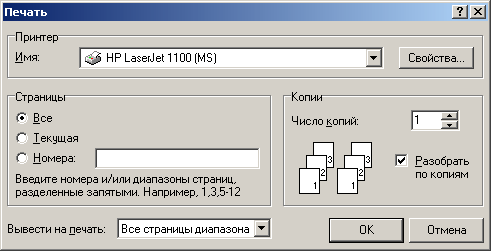 Печать
Принтер
Имя: HP LaserJet 1100 (MS) Свойства...
Страницы
Все
Текущая
Номера:
Введите номера и/или диапазоны страниц,
разделенные запятыми. Например, 1,3,5-12
Копии
Число копий: 1
1 2 3 1 2 3
Разобрать
по копиям
Вывести на печать: Все страницы диапазона OK Отмена